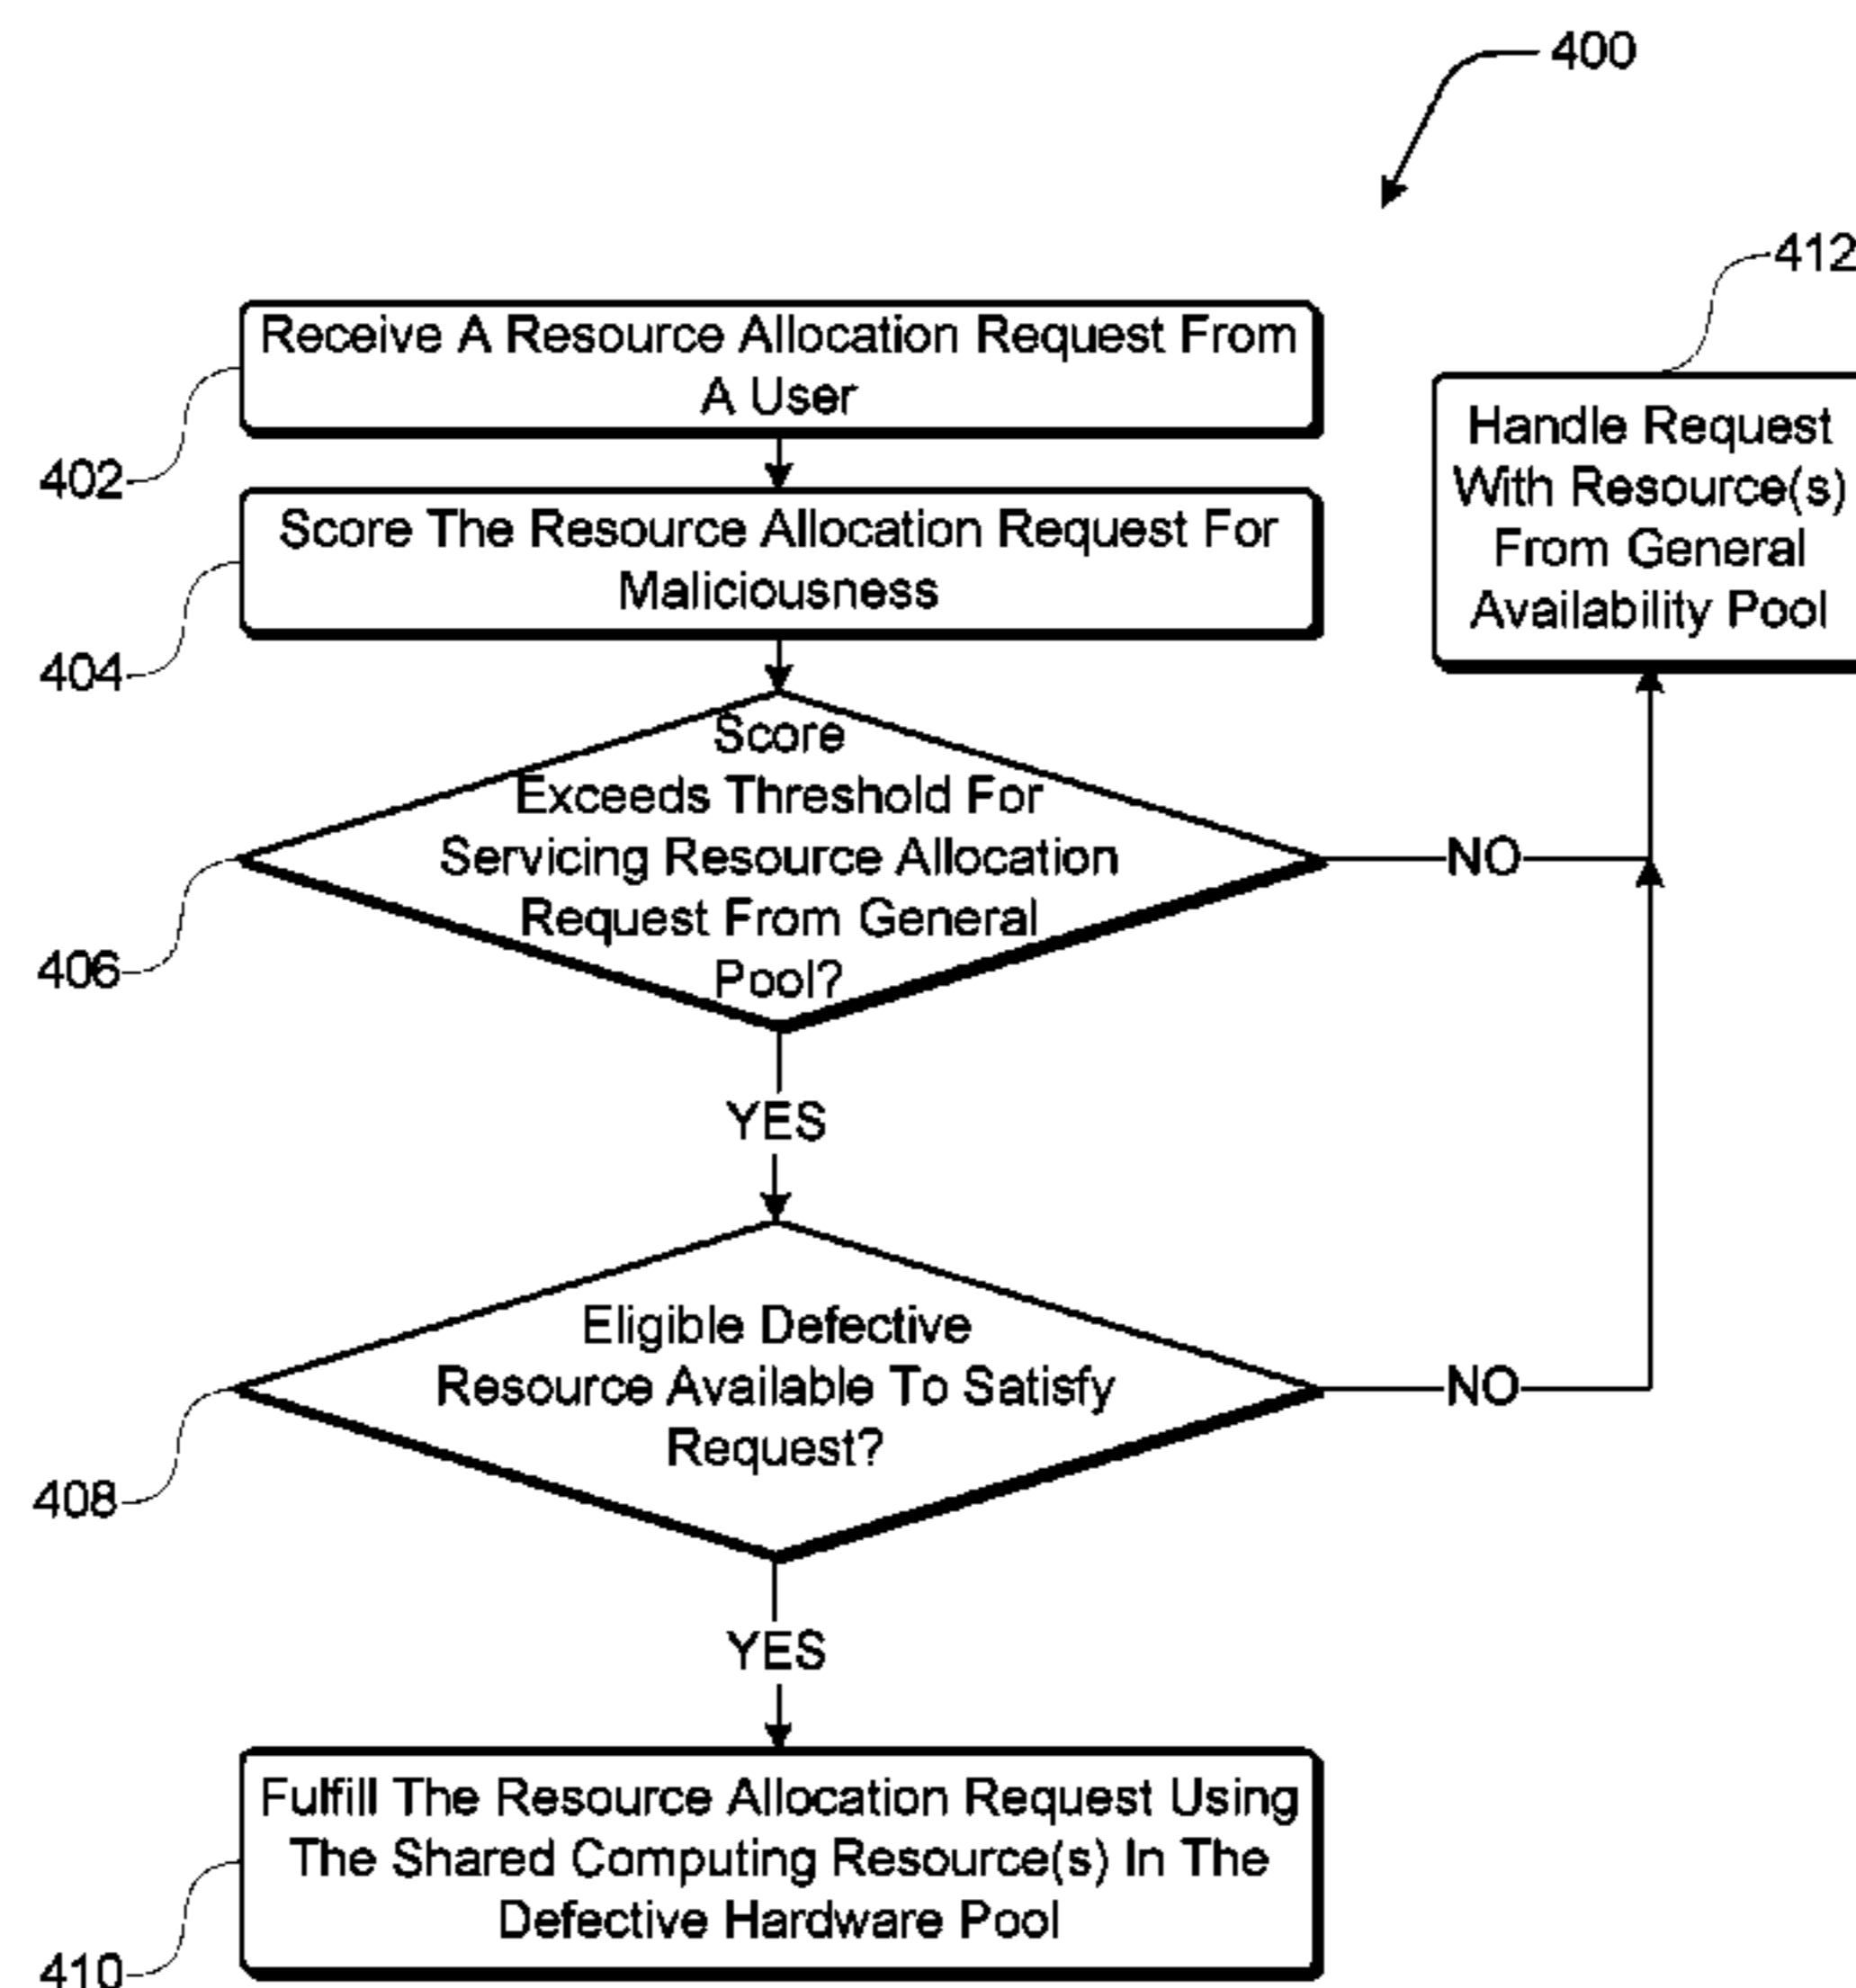 400
412
Receive A Resource Allocation Request From
A User
402
Score The Resource Allocation Request For
Maliciousness
404
Handle Request
With Resource(s)
From General
Availability Pool
Score
Exceeds Threshold For
Servicing Resource Allocation
Request From General
Pool?
NO
406
YES
Eligible Defective
Resource Available To Satisfy
Request?
NO
408
YES
Fulfill The Resource Allocation Request Using
The Shared Computing Resource(s) In The
Defective Hardware Pool
410